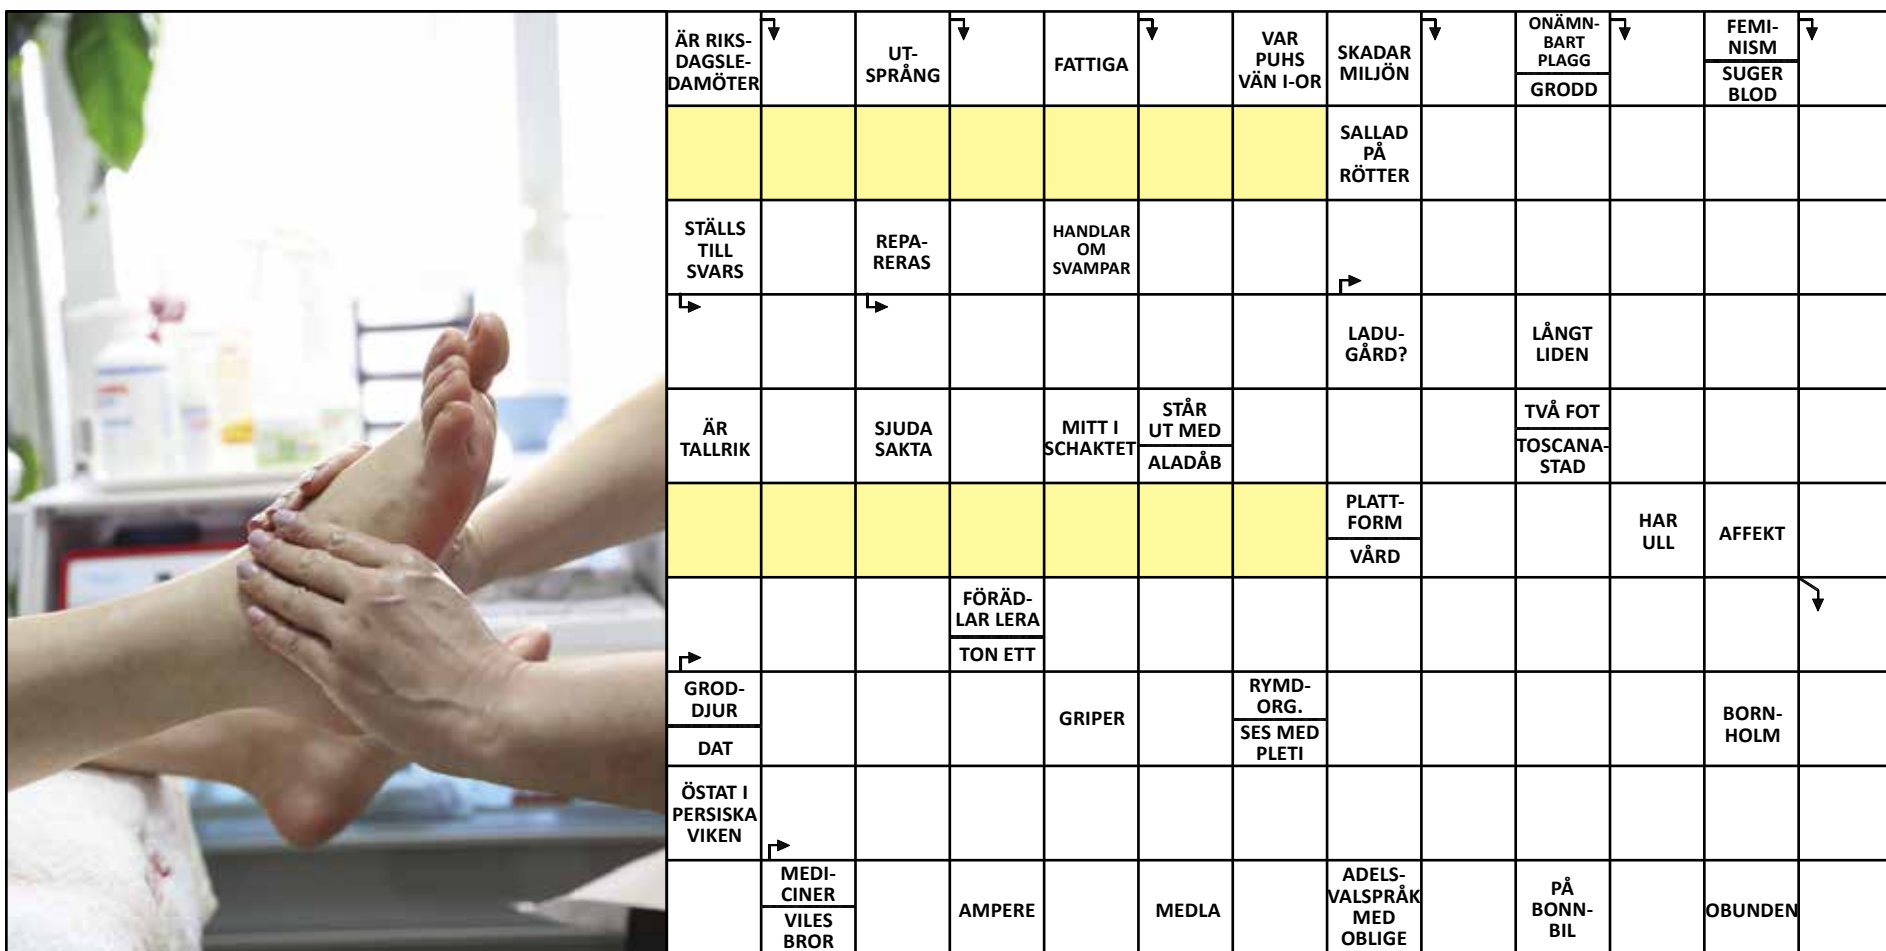 ÄR RIKS-
DAGSLE-
DAMÖTER
UT-
SPRÅNG
FATTIGA
VAR
PUHS
VÄN I-OR
SKADAR
MILJÖN
ONÄMN-
BART
PLAGG
GRODD
FEMI-
NISM
SUGER
BLOD
SALLAD
PÅ
RÖTTER
STÄLLS
TILL
SVARS
REPA-
RERAS
HANDLAR
OM
SVAMPAR
LADU-
GÅRD?
LÅNGT
LIDEN
ÄR
TALLRIK
SJUDA
SAKTA
MITT I
SCHAKTET
STÅR
UT MED
ALADÅB
TVÅ FOT
TOSCANA-
STAD
PLATT-
FORM
VÅRD
HAR
ULL
AFFEKT
FÖRÄD-
LAR LERA
TON ETT
GROD-
DJUR
DAT
GRIPER
RYMD-
ORG.
SES MED
PLETI
BORN-
HOLM
ÖSTAT I
PERSISKA
VIKEN
MEDI-
CINER
VILES
BROR
AMPERE
MEDLA
ADELS-
VALSPRÅK
MED
OBLIGE
PÅ
BONN-
BIL
OBUNDEN